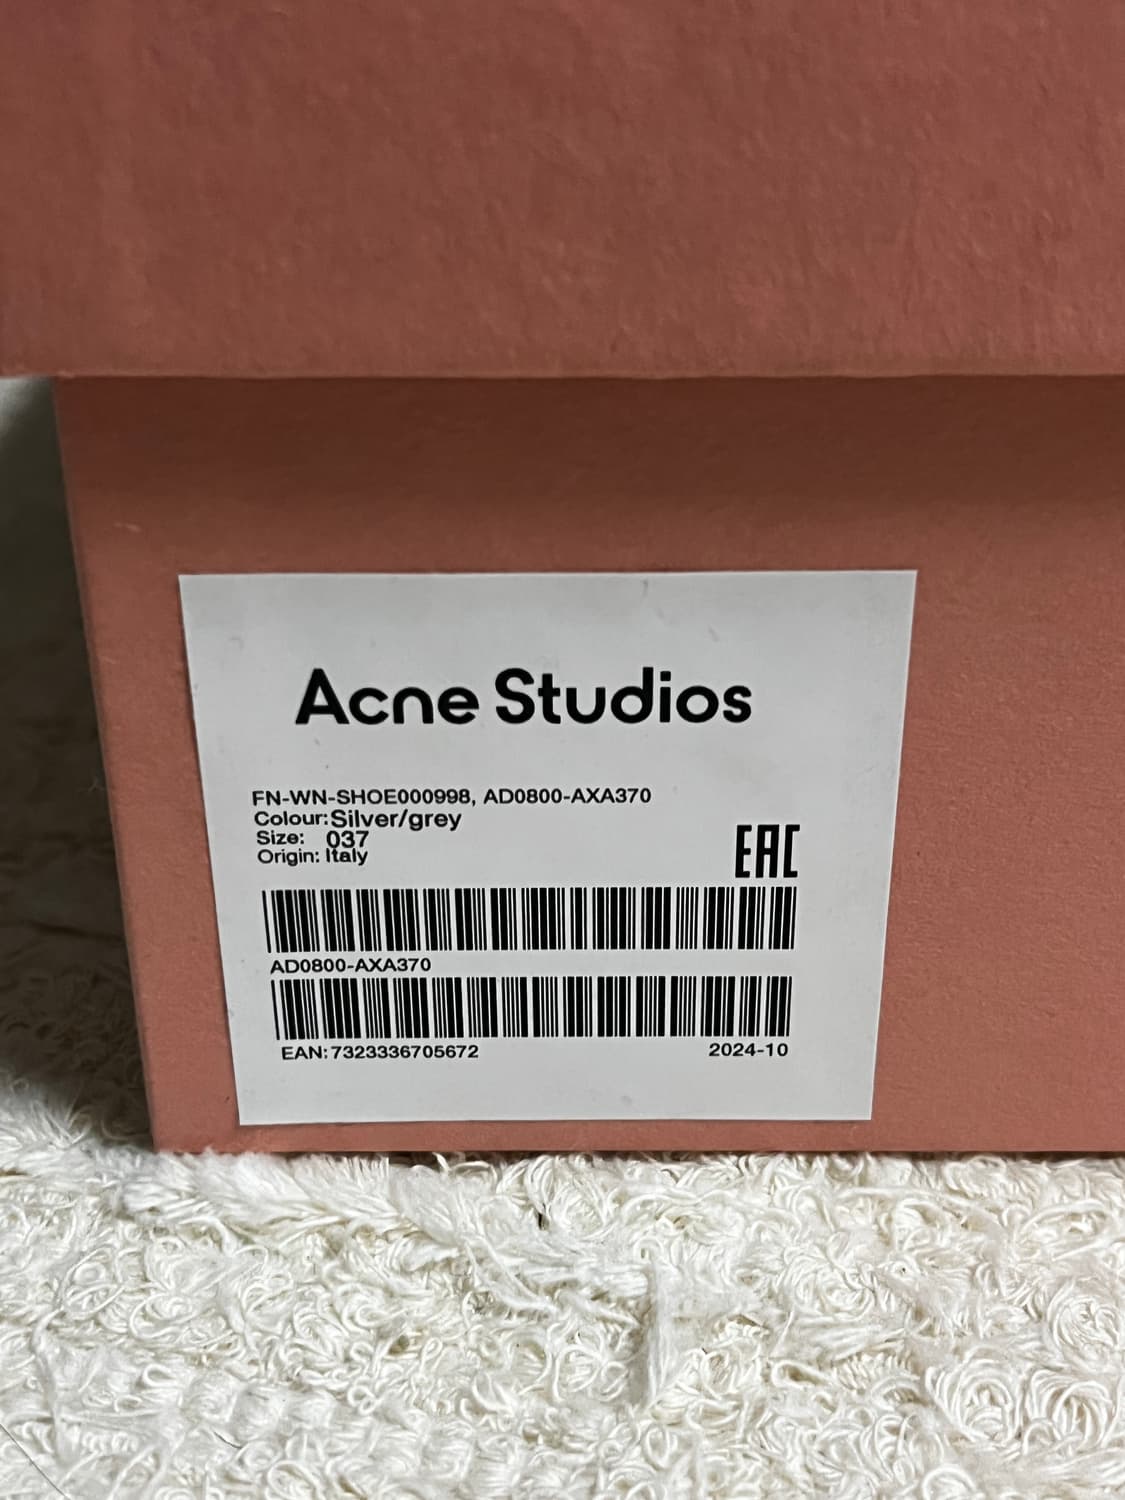 Acne Studios
FN-WN-SHOE000998, AD0800-AXA370
Colour:Silver/grey
Size: 037
Origin: Italy
EAC
AD0800-AXA370
EAN:7323336705672 2024-10